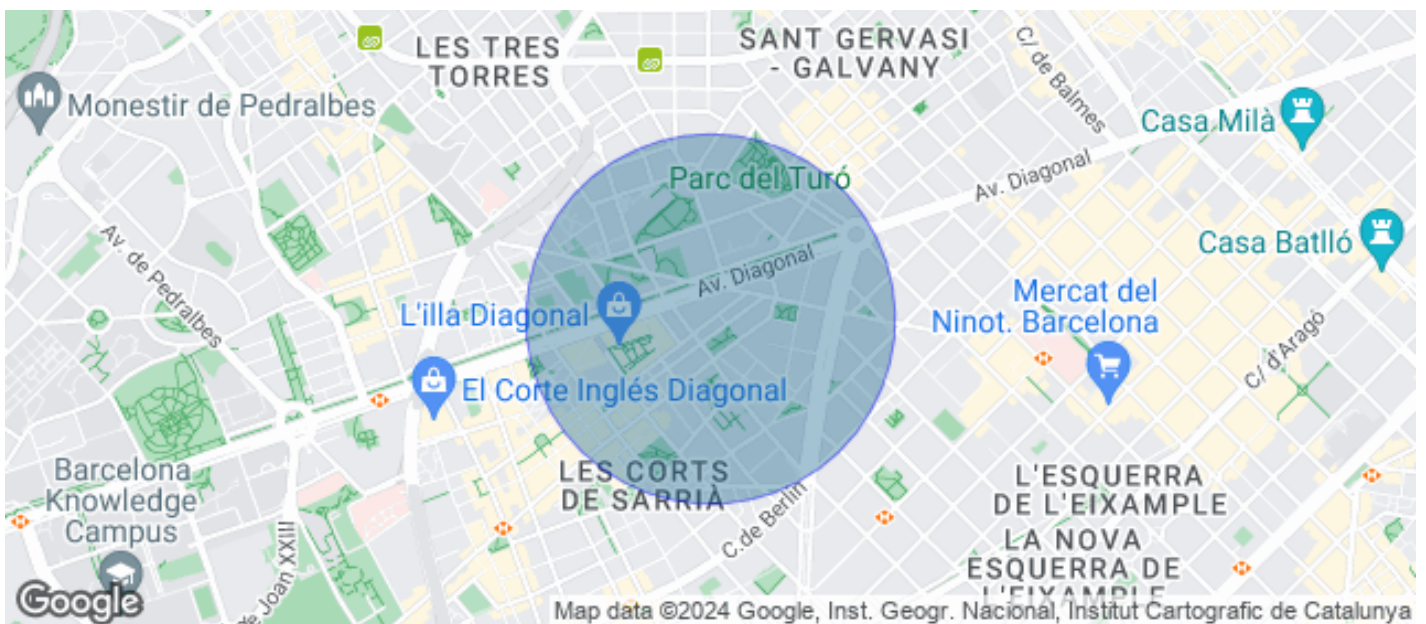 LES TRES
TORRES
SANT GERVASI
- GALVANY
C/ de Balmes
Monestir de Pedralbes
Casa Milà
Parc del Turó
Av. Diagonal
Av. de Pedralbes
Casa Batlló
Av. Diagonal
L'illa Diagonal
Mercat del
Ninot. Barcelona
C/ d'Aragó
El Corte Inglés Diagonal
Barcelona
Knowledge
Campus
LES CORTS
DE SARRIÀ
L'ESQUERRA
DE L'EIXAMPLE
C. de Berlín
LA NOVA
ESQUERRA DE
L'EIXAMPLE
Joan XXIII
Google
Map data ©2024 Google, Inst. Geogr. Nacional, Institut Cartografic de Catalunya